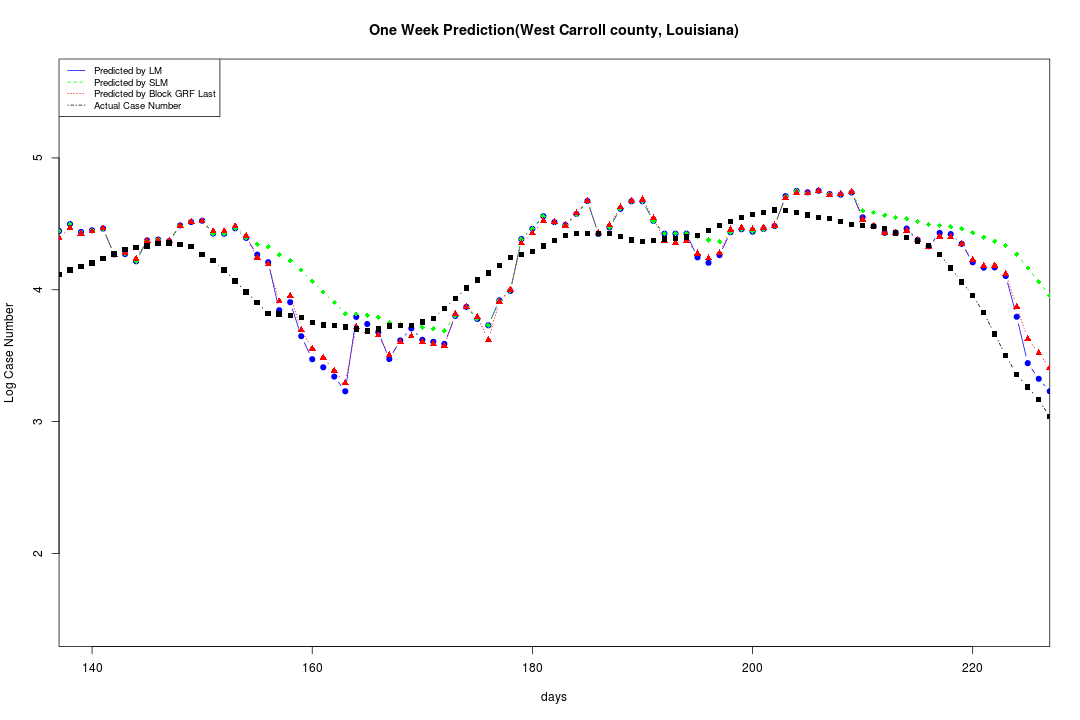 One Week Prediction(West Carroll county, Louisiana)
Predicted by LM
Predicted by SLM
Predicted by Block GRF Last
Actual Case Number
5
4
3
2
Log Case Number
140 160 180 200 220
days